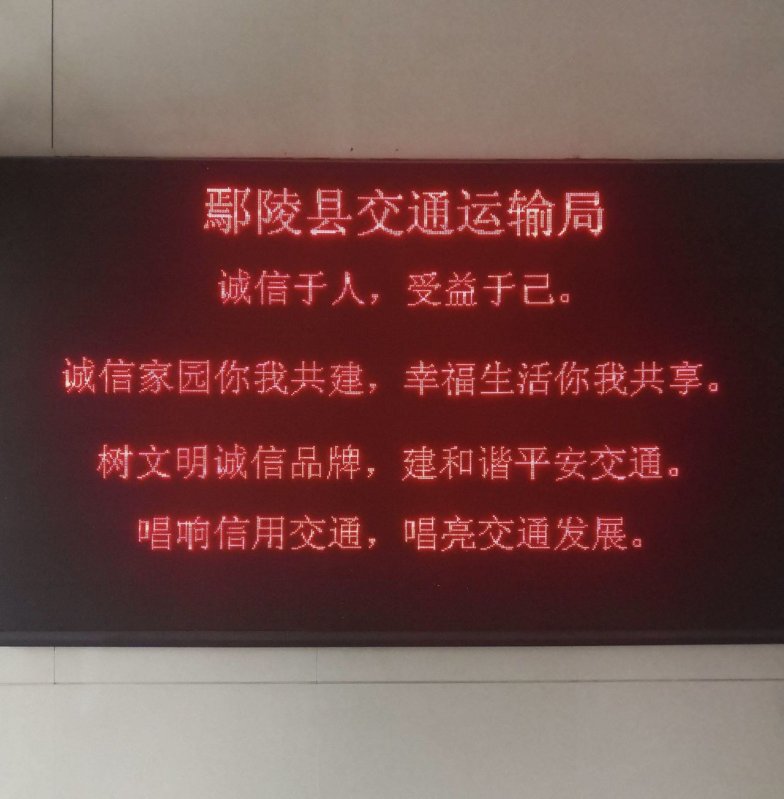 鄢陵县交通运输局
诚信于人，受益于己。
诚信家园你我共建，幸福生活你我共享。
树文明诚信品牌，建和谐平安交通。
唱响信用交通，唱亮交通发展。